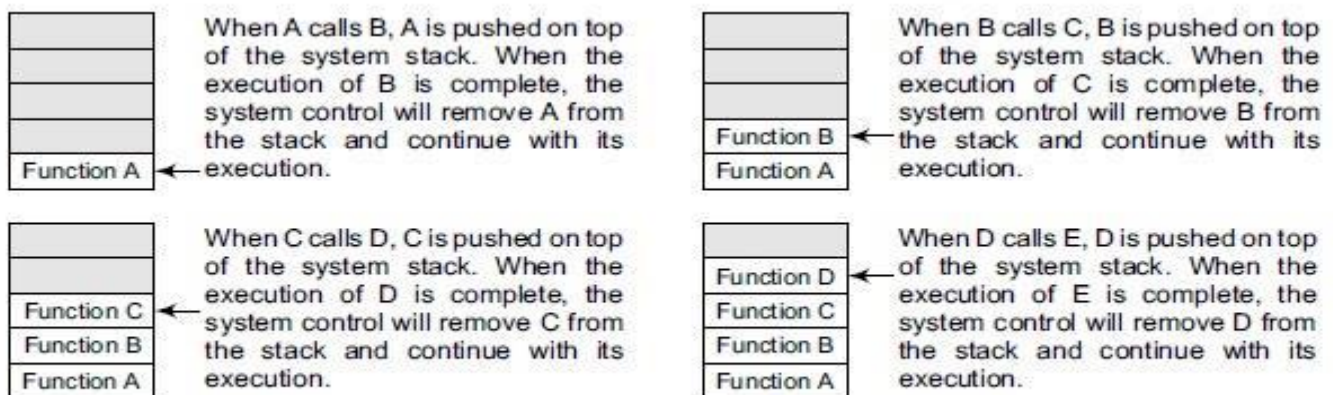 When A calls B, A is pushed on top
of the system stack. When the
execution of B is complete, the
system control will remove A from
the stack and continue with its
execution.
Function A
When B calls C, B is pushed on top
of the system stack. When the
execution of C is complete, the
system control will remove B from
the stack and continue with its
execution.
Function B
Function A
When C calls D, C is pushed on top
of the system stack. When the
execution of D is complete, the
system control will remove C from
the stack and continue with its
execution.
Function C
Function B
Function A
When D calls E, D is pushed on top
of the system stack. When the
execution of E is complete, the
system control will remove D from
the stack and continue with its
execution.
Function D
Function C
Function B
Function A